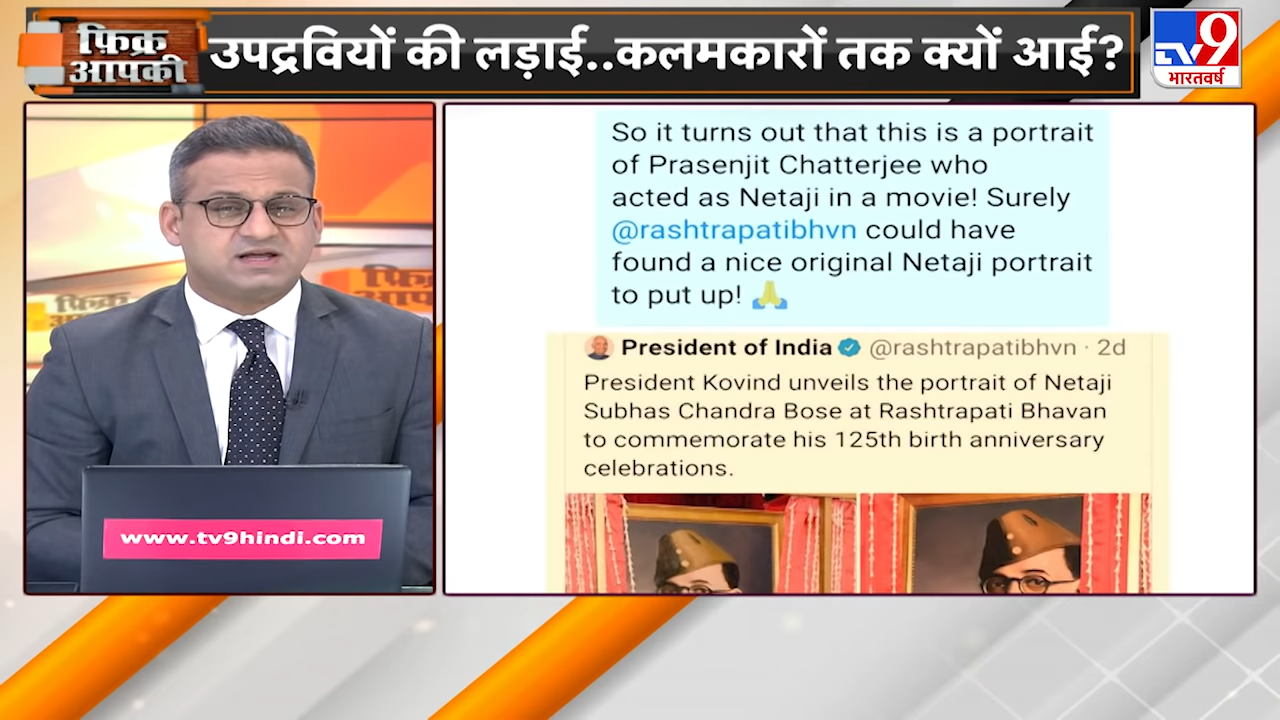 फ़िक्र
आपकी
उपद्रवियों की लड़ाई..कलमकारों तक क्यों आई?
TV9
भारतवर्ष
So it turns out that this is a portrait
of Prasenjit Chatterjee who
acted as Netaji in a movie! Surely
@rashtrapatibhvn could have
found a nice original Netaji portrait
to put up! 🙏
President of India @rashtrapatibhvn · 2d
President Kovind unveils the portrait of Netaji
Subhas Chandra Bose at Rashtrapati Bhavan
to commemorate his 125th birth anniversary
celebrations.
www.tv9hindi.com